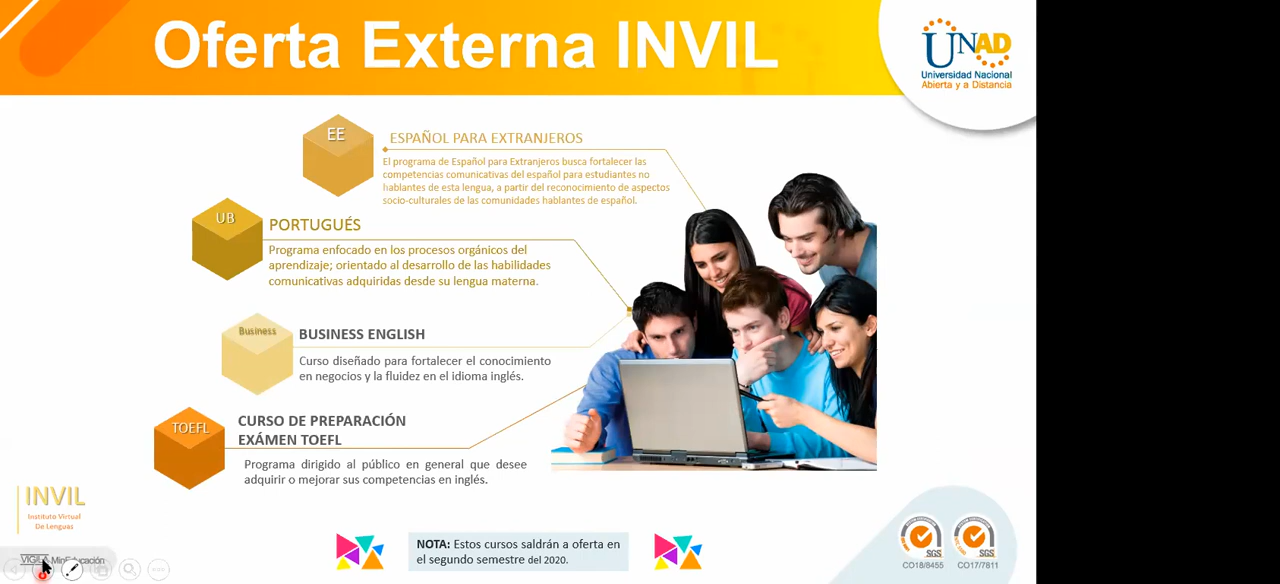 Oferta Externa INVIL
UNAD
Universidad Nacional
Abierta y a Distancia
EE
ESPAÑOL PARA EXTRANJEROS
El programa de Español para Extranjeros busca fortalecer las
competencias comunicativas del español para estudiantes no
hablantes de esta lengua, a partir del reconocimiento de aspectos
socio-culturales de las comunidades hablantes de español.
UB
PORTUGUÉS
Programa enfocado en los procesos orgánicos del
aprendizaje; orientado al desarrollo de las habilidades
comunicativas adquiridas desde su lengua materna.
Business
BUSINESS ENGLISH
Curso diseñado para fortalecer el conocimiento
en negocios y la fluidez en el idioma inglés.
TOEFL
CURSO DE PREPARACIÓN
EXÁMEN TOEFL
Programa dirigido al público en general que desee
adquirir o mejorar sus competencias en inglés.
INVIL
Instituto Virtual
De Lenguas
NOTA: Estos cursos saldrán a oferta en
el segundo semestre del 2020.
SGS
SGS
CO18/8455
CO17/7811
VIGILA MinEducación